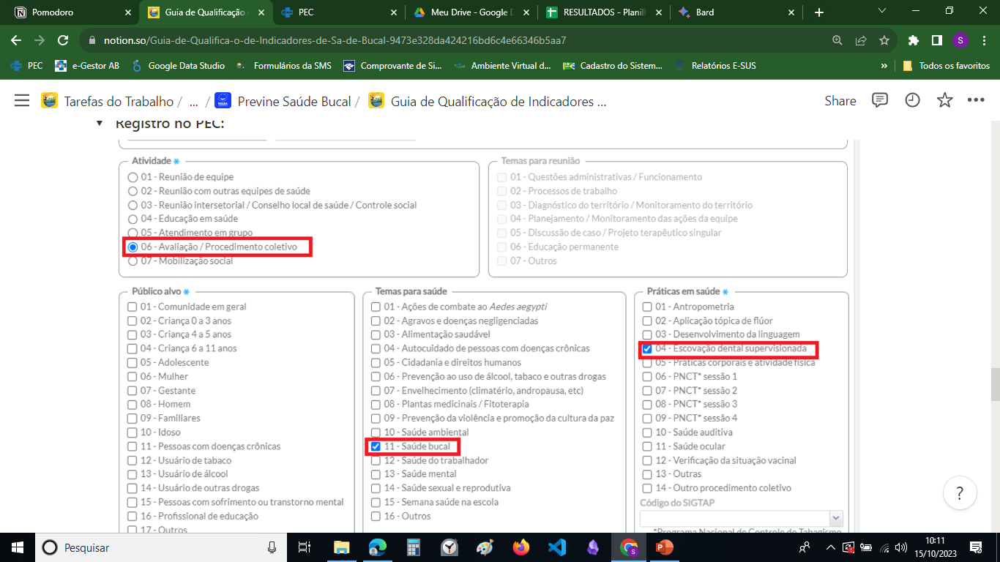 Pomodoro
Guia de Qualificação
PEC
Meu Drive - Google D
RESULTADOS - Planilh
Bard
notion.so/Guia-de-Qualifica-o-de-Indicadores-de-Sa-de-Bucal-9473e328da424216bd6c4e66346b5aa7
S
PEC
e-Gestor AB
Google Data Studio
Formulários da SMS
Comprovante de Si...
Ambiente Virtual d...
Cadastro do Sistem...
Relatórios E-SUS
»
Todos os favoritos
Tarefas do Trabalho / ... / Previne Saúde Bucal / Guia de Qualificação de Indicadores ...
Share
Registro no PEC:
Atividade *
01 - Reunião de equipe
02 - Reunião com outras equipes de saúde
03 - Reunião intersetorial / Conselho local de saúde / Controle social
04 - Educação em saúde
05 - Atendimento em grupo
06 - Avaliação / Procedimento coletivo
07 - Mobilização social
Temas para reunião
01 - Questões administrativas / Funcionamento
02 - Processos de trabalho
03 - Diagnóstico do território / Monitoramento do território
04 - Planejamento / Monitoramento das ações da equipe
05 - Discussão de caso / Projeto terapêutico singular
06 - Educação permanente
07 - Outros
Público alvo *
01 - Comunidade em geral
02 - Criança 0 a 3 anos
03 - Criança 4 a 5 anos
04 - Criança 6 a 11 anos
05 - Adolescente
06 - Mulher
07 - Gestante
08 - Homem
09 - Familiares
10 - Idoso
11 - Pessoas com doenças crônicas
12 - Usuário de tabaco
13 - Usuário de álcool
14 - Usuário de outras drogas
15 - Pessoas com sofrimento ou transtorno mental
16 - Profissional de educação
17 - Outros
Temas para saúde
01 - Ações de combate ao Aedes aegypti
02 - Agravos e doenças negligenciadas
03 - Alimentação saudável
04 - Autocuidado de pessoas com doenças crônicas
05 - Cidadania e direitos humanos
06 - Prevenção ao uso de álcool, tabaco e outras drogas
07 - Envelhecimento (climatério, andropausa, etc)
08 - Plantas medicinais / Fitoterapia
09 - Prevenção da violência e promoção da cultura da paz
10 - Saúde ambiental
11 - Saúde bucal
12 - Saúde do trabalhador
13 - Saúde mental
14 - Saúde sexual e reprodutiva
15 - Semana saúde na escola
16 - Outros
Práticas em saúde *
01 - Antropometria
02 - Aplicação tópica de flúor
03 - Desenvolvimento da linguagem
04 - Escovação dental supervisionada
05 - Práticas corporais e atividade física
06 - PNCT* sessão 1
07 - PNCT* sessão 2
08 - PNCT* sessão 3
09 - PNCT* sessão 4
10 - Saúde auditiva
11 - Saúde ocular
12 - Verificação da situação vacinal
13 - Outras
14 - Outro procedimento coletivo
Código do SIGTAP
*Programa Nacional de Controle do Tabagismo
?
Pesquisar
10:11
15/10/2023